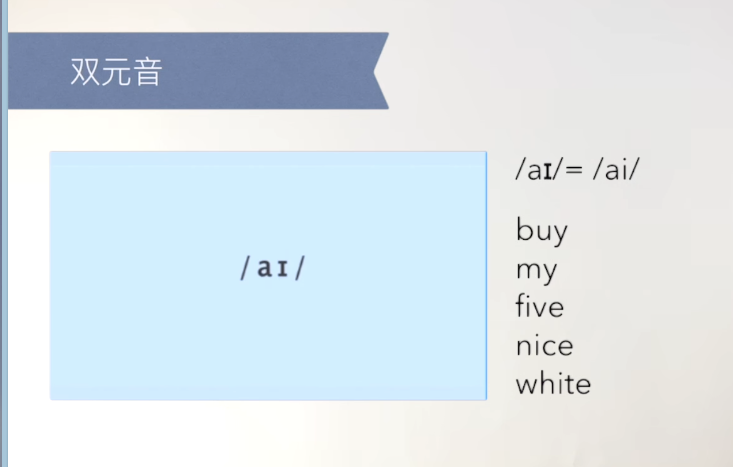 双元音
/aɪ/
/aɪ/= /ai/
buy
my
five
nice
white